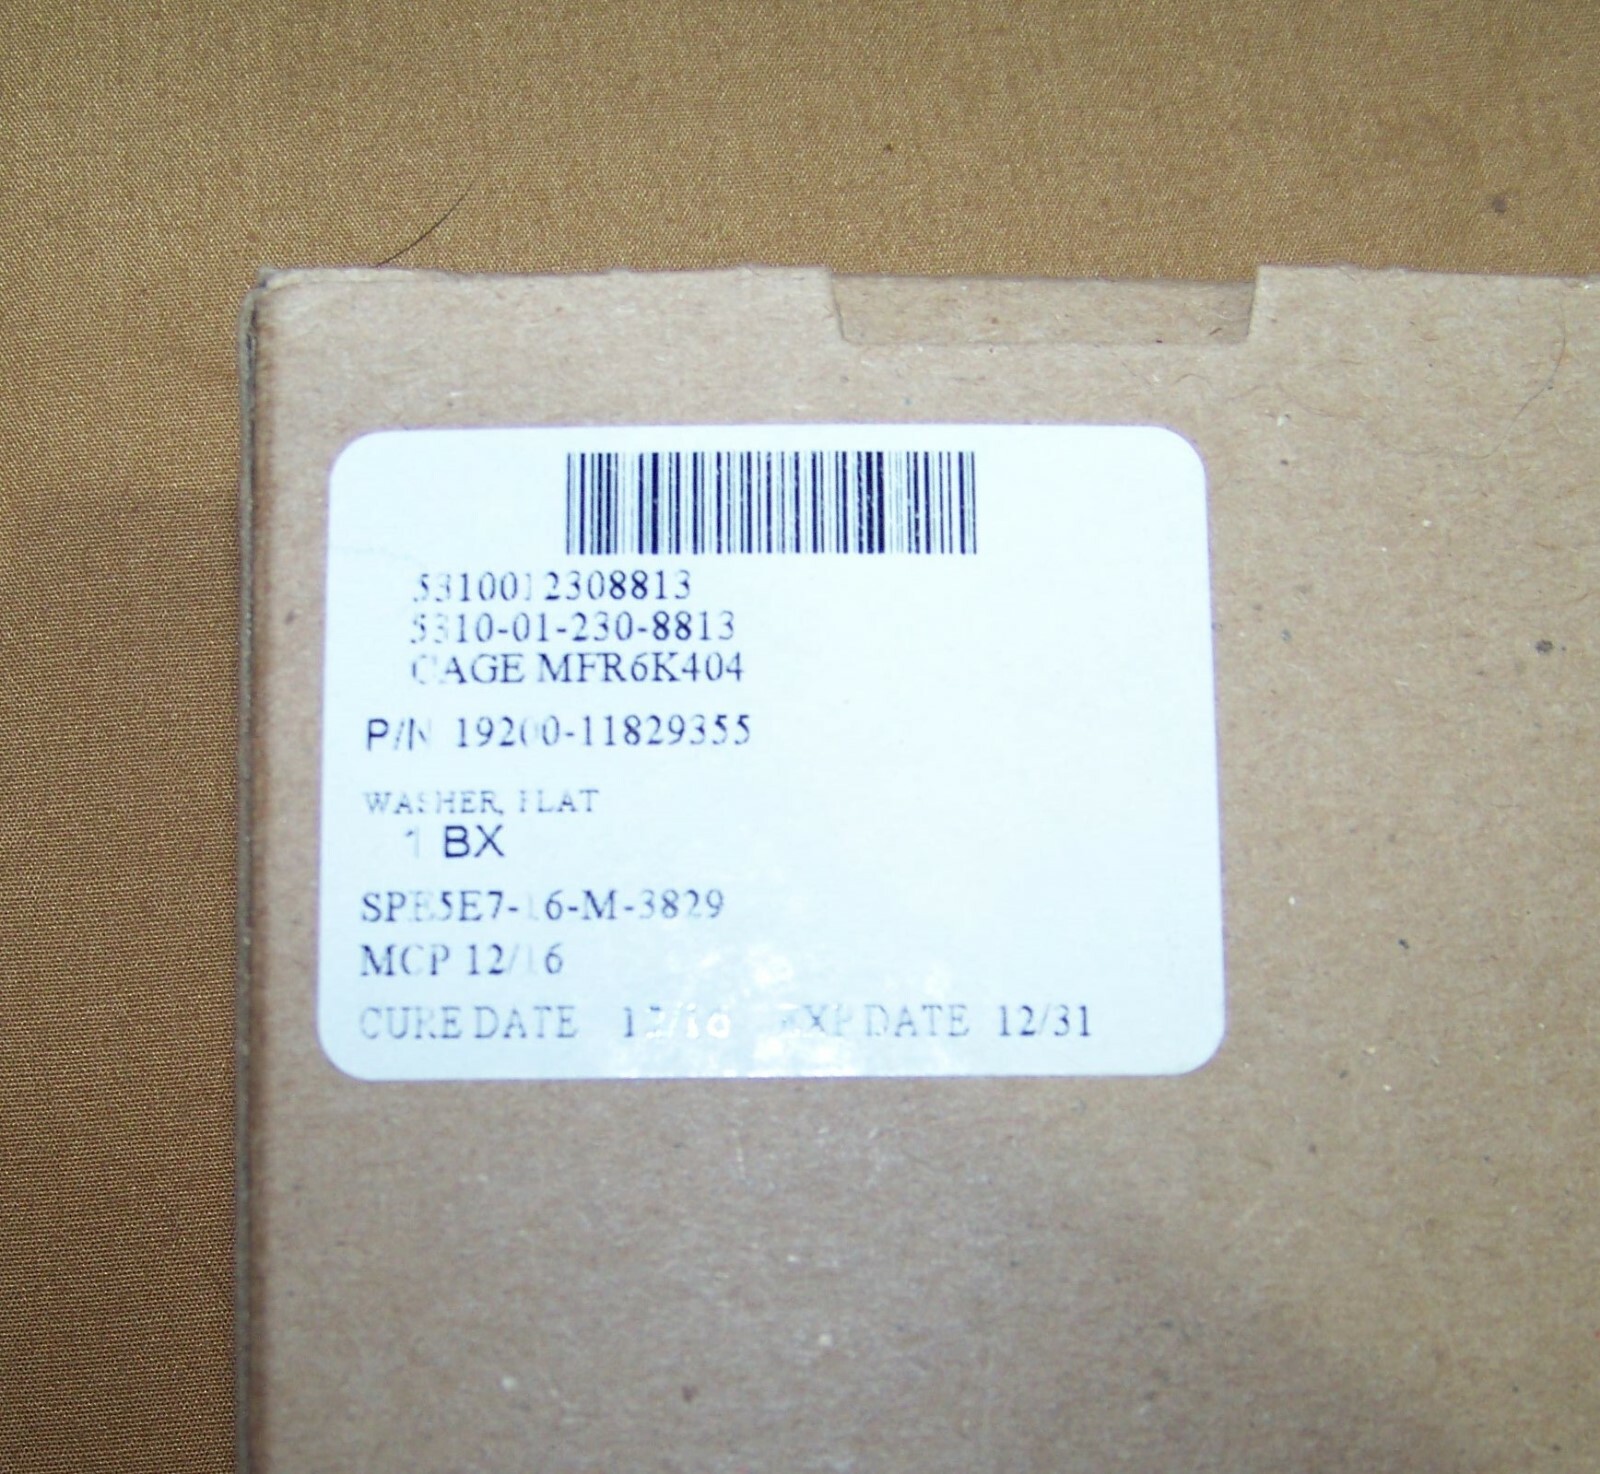 5310012308813
5310-01-230-8813
CAGE MFR6K404
P/N 19200-11829355
WASHER, FLAT
1 BX
SPE5E7-16-M-3829
MCP 12/16
CURE DATE 12/16 EXP DATE 12/31